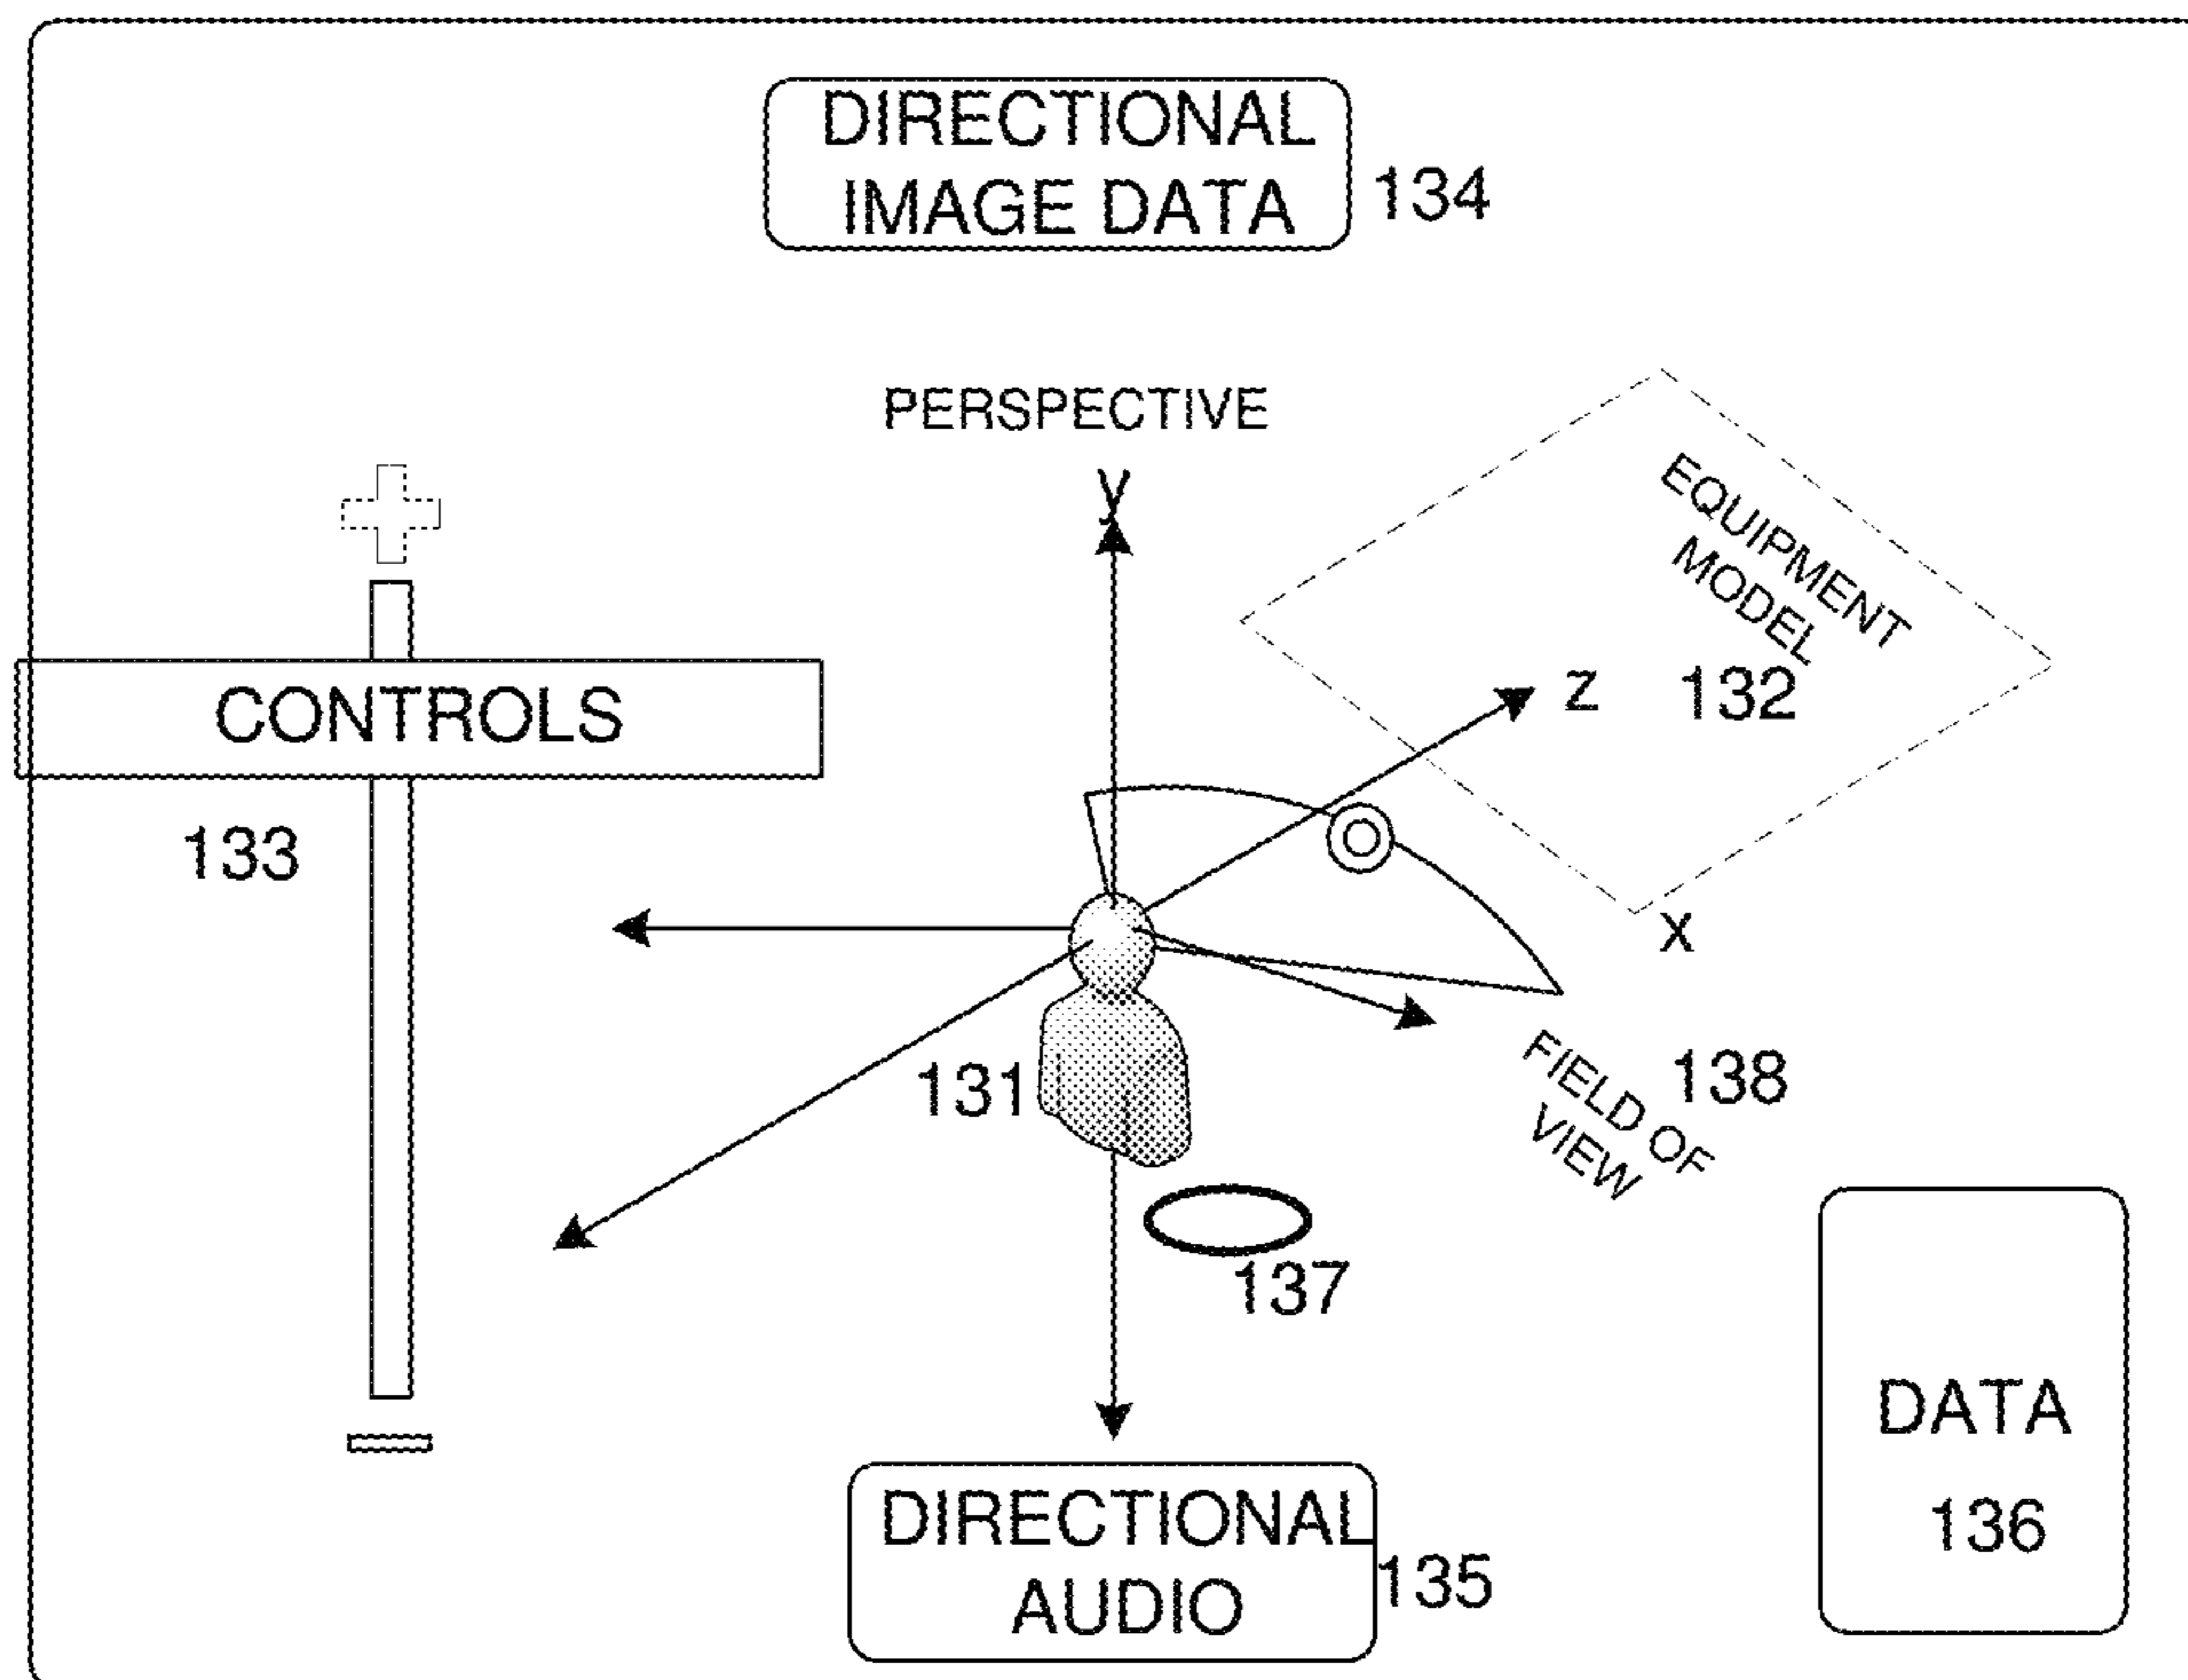 DIRECTIONAL
IMAGE DATA
134
PERSPECTIVE
y
EQUIPMENT
MODEL
132
z
CONTROLS
133
x
131
138
FIELD OF
VIEW
137
DATA
136
DIRECTIONAL
AUDIO
135